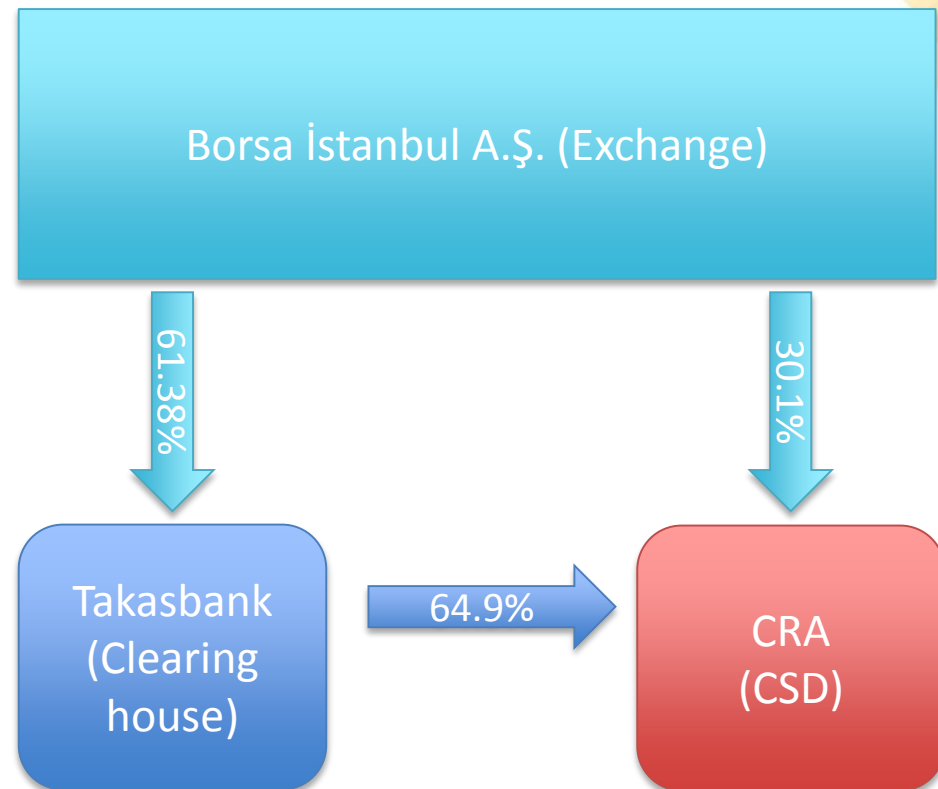 Borsa İstanbul A.Ş. (Exchange)
61.38%
30.1%
Takasbank
(Clearing
house)
64.9%
CRA
(CSD)